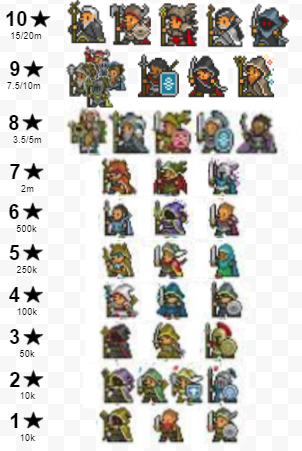 10★
15/20m
9★
7.5/10m
8★
3.5/5m
7★
2m
6★
500k
5★
250k
4★
100k
3★
50k
2★
10k
1★
10k